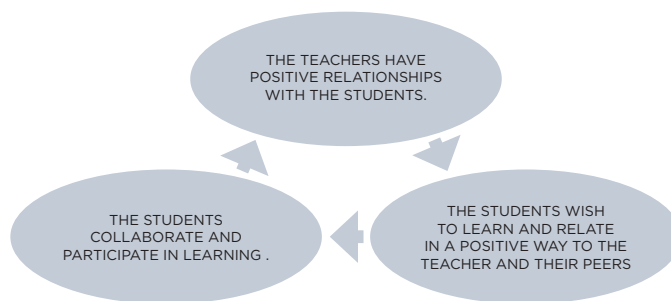 THE TEACHERS HAVE
POSITIVE RELATIONSHIPS
WITH THE STUDENTS.
THE STUDENTS WISH
TO LEARN AND RELATE
IN A POSITIVE WAY TO THE
TEACHER AND THEIR PEERS
THE STUDENTS
COLLABORATE AND
PARTICIPATE IN LEARNING .